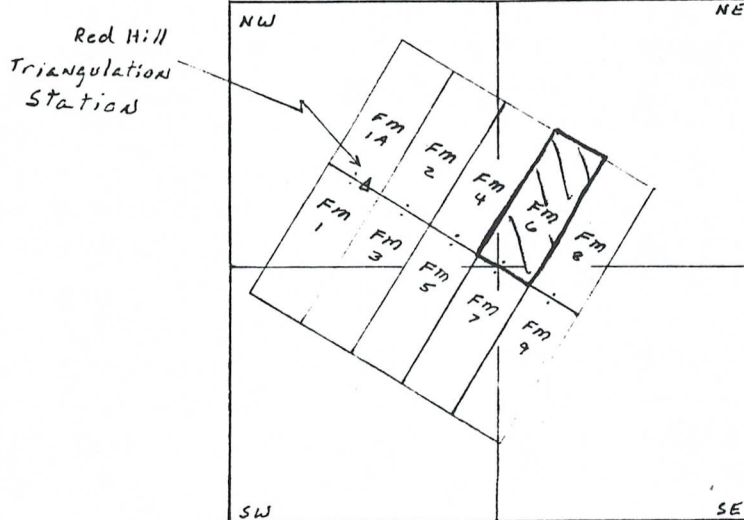 NW
NE
Red Hill
Triangulation
Station
Fm
1A
Fm
2
Fm
4
Fm
6
Fm
8
Fm
1
Fm
3
Fm
5
Fm
7
Fm
9
SW
SE